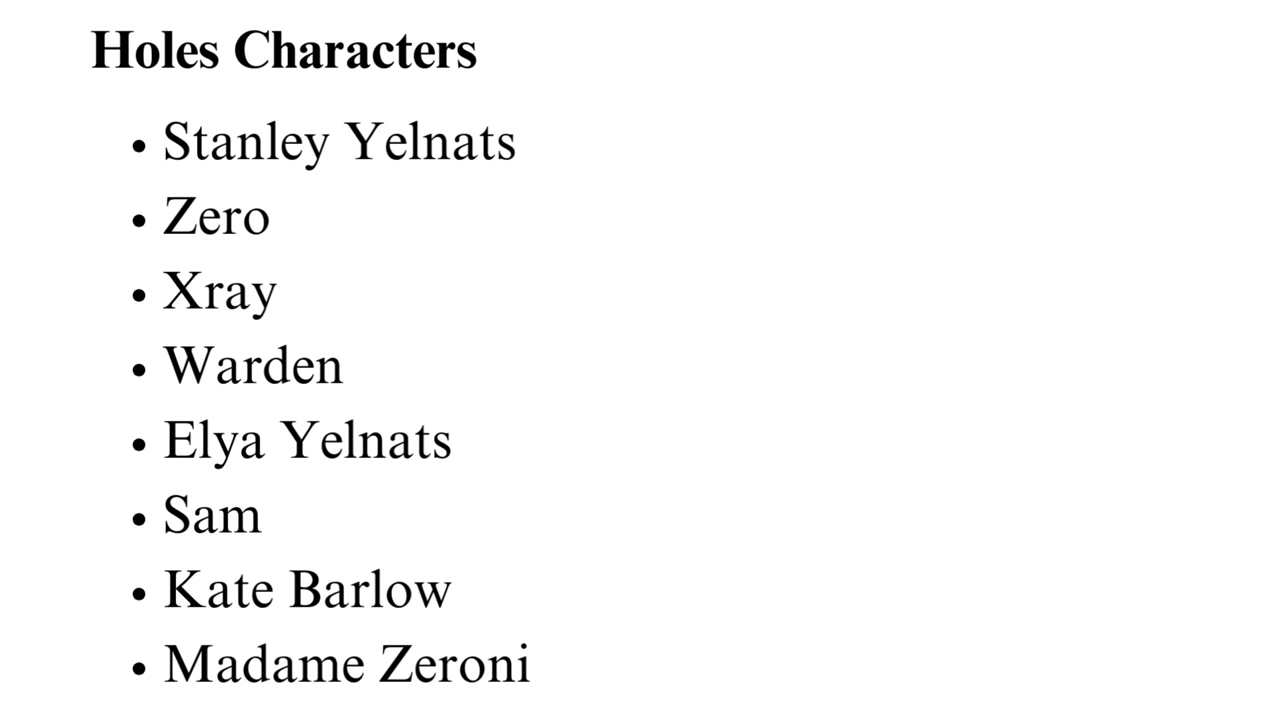 Holes Characters
• Stanley Yelnats
• Zero
• Xray
• Warden
• Elya Yelnats
• Sam
• Kate Barlow
• Madame Zeroni